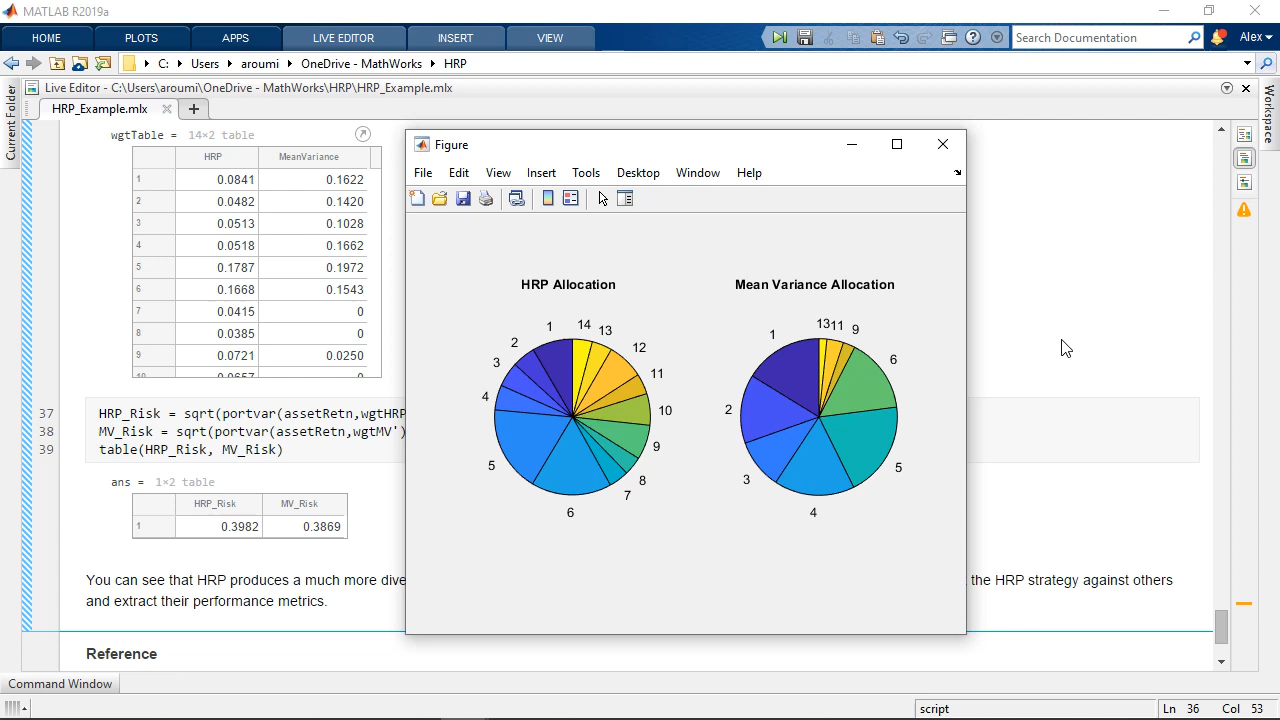 MATLAB R2019a
HOME PLOTS APPS LIVE EDITOR INSERT VIEW Search Documentation Alex
C: Users aroumi OneDrive - MathWorks HRP
Live Editor - C:\Users\aroumi\OneDrive - MathWorks\HRP\HRP_Example.mlx
HRP_Example.mlx
Current Folder
Workspace
wgtTable = 14×2 table
HRP MeanVariance
1 0.0841 0.1622
2 0.0482 0.1420
3 0.0513 0.1028
4 0.0518 0.1662
5 0.1787 0.1972
6 0.1668 0.1543
7 0.0415 0
8 0.0385 0
9 0.0721 0.0250
37 HRP_Risk = sqrt(portvar(assetRetn,wgtHRP
38 MV_Risk = sqrt(portvar(assetRetn,wgtMV')
39 table(HRP_Risk, MV_Risk)
ans = 1×2 table
HRP_Risk MV_Risk
1 0.3982 0.3869
You can see that HRP produces a much more dive
the HRP strategy against others
and extract their performance metrics.
Reference
Figure
File Edit View Insert Tools Desktop Window Help
HRP Allocation
1 2 3 4 5 6 7 8 9 10 11 12 13 14
Mean Variance Allocation
1 2 3 4 5 6 9 11 13
Command Window
script Ln 36 Col 53